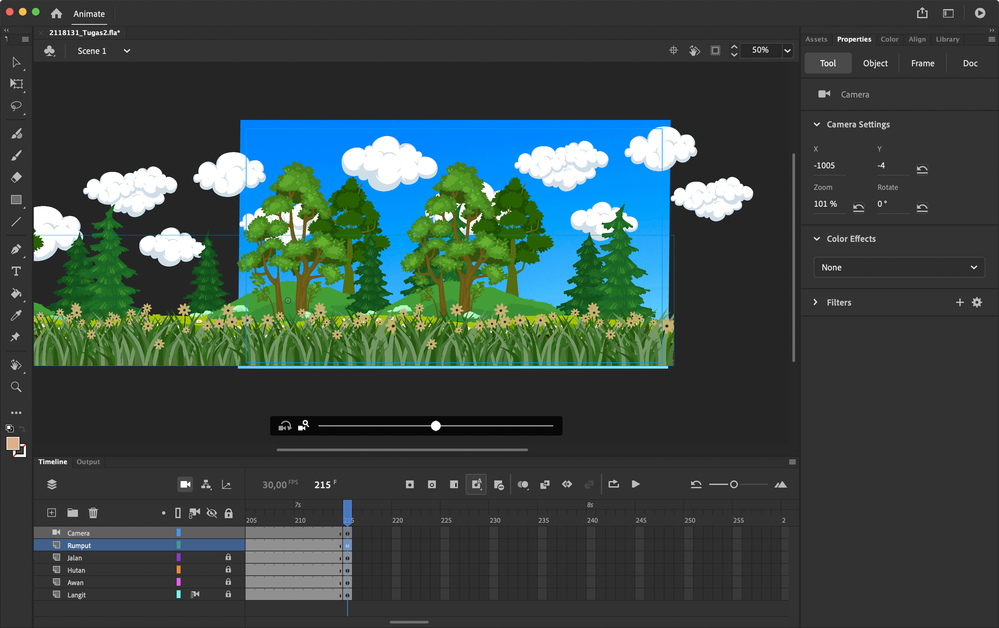 Animate
2118131_Tugas2.fla*
Scene 1
50%
Assets Properties Color Align Library
Tool Object Frame Doc
Camera
Camera Settings
X Y
-1005 -4
Zoom Rotate
101 % 0 °
Color Effects
None
Filters
Timeline Output
30,00 FPS 215 F
7s 8s
205 210 215 220 225 230 235 240 245 250 255 2
Camera
Rumput
Jalan
Hutan
Awan
Langit